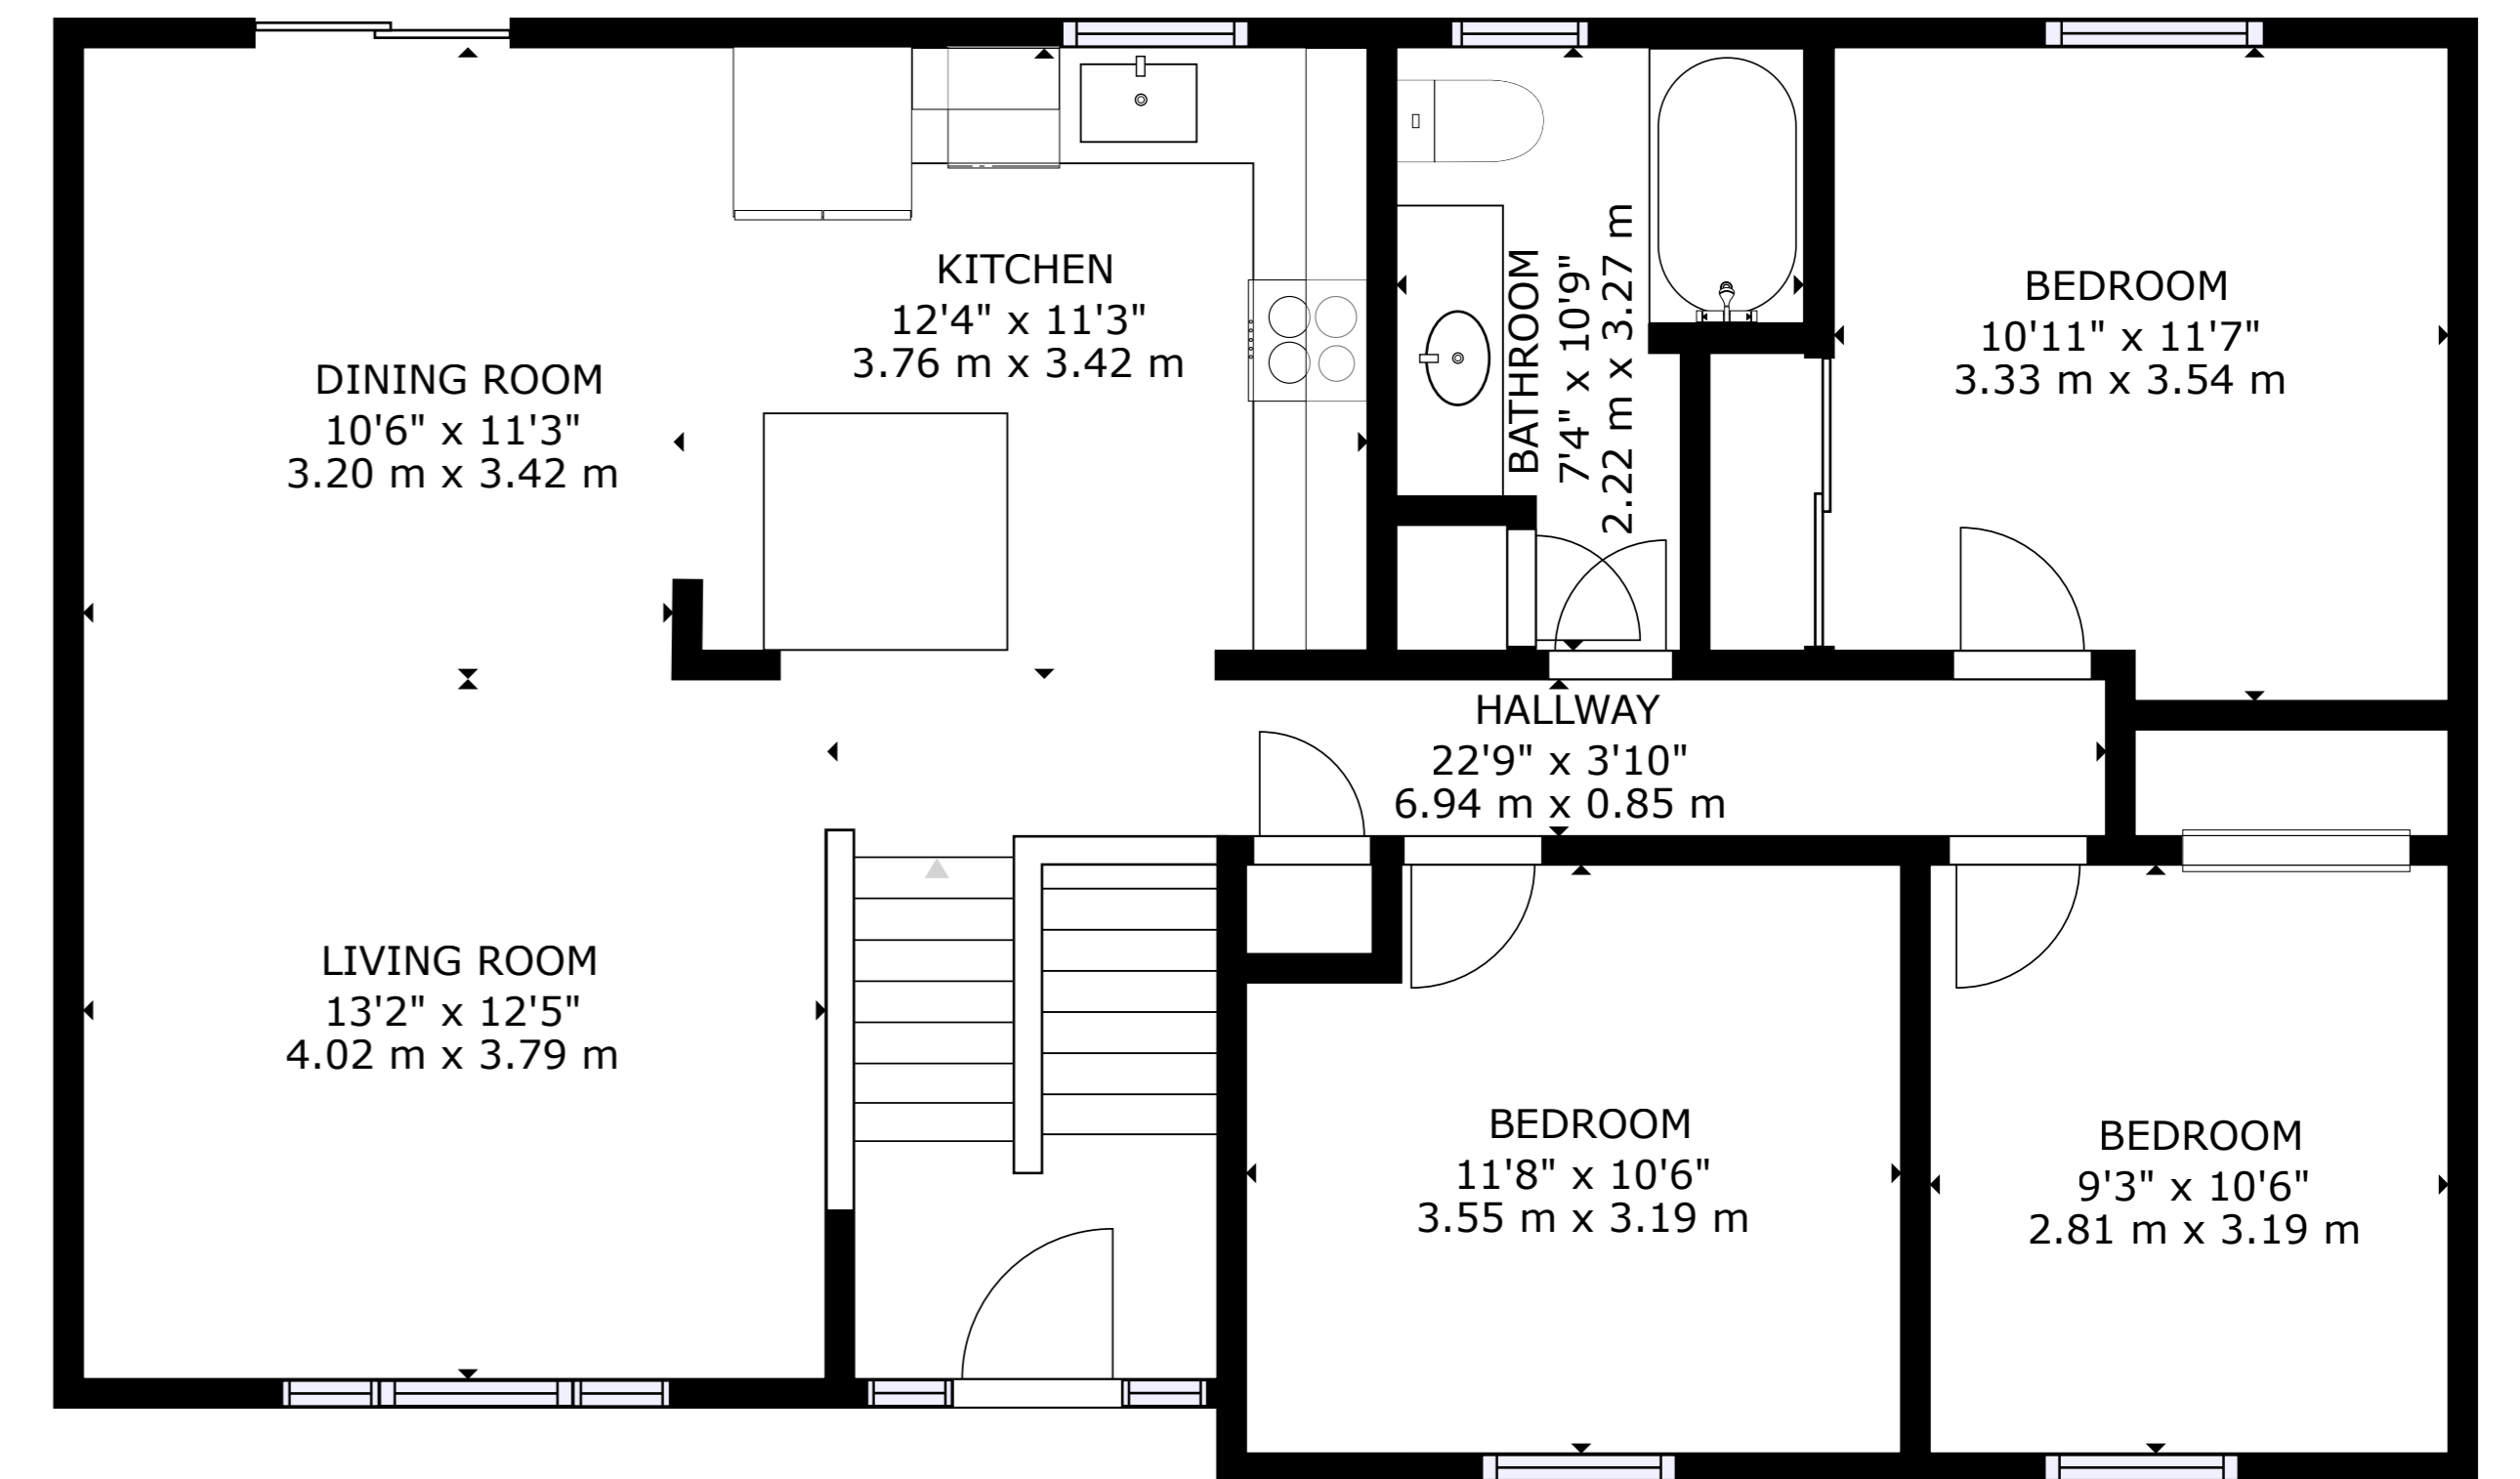 KITCHEN
12'4" x 11'3"
3.76 m x 3.42 m
DINING ROOM
10'6" x 11'3"
3.20 m x 3.42 m
BATHROOM
7'4" x 10'9"
2.22 m x 3.27 m
BEDROOM
10'11" x 11'7"
3.33 m x 3.54 m
HALLWAY
22'9" x 3'10"
6.94 m x 0.85 m
LIVING ROOM
13'2" x 12'5"
4.02 m x 3.79 m
BEDROOM
11'8" x 10'6"
3.55 m x 3.19 m
BEDROOM
9'3" x 10'6"
2.81 m x 3.19 m